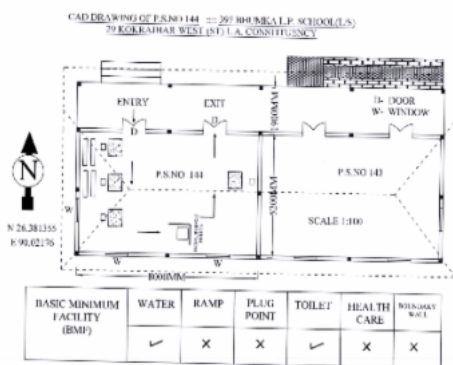 CAD DRAWING OF P.S.NO 144 :: 297 BHUMKA L.P. SCHOOL(L/S)
29 KOKRAJHAR WEST (ST) L.A. CONSTITUENCY
ENTRY
EXIT
D- DOOR
W- WINDOW
D
D
1900MM
N
P.S.NO 144
P.S.NO 143
5200MM
SCALE 1:100
N 26.381355
E 90.02176
W
W
W
8000MM
BASIC MINIMUM FACILITY (BMF)
WATER
RAMP
PLUG POINT
TOILET
HEALTH CARE
BOUNDARY WALL
✓ X X ✓ X X